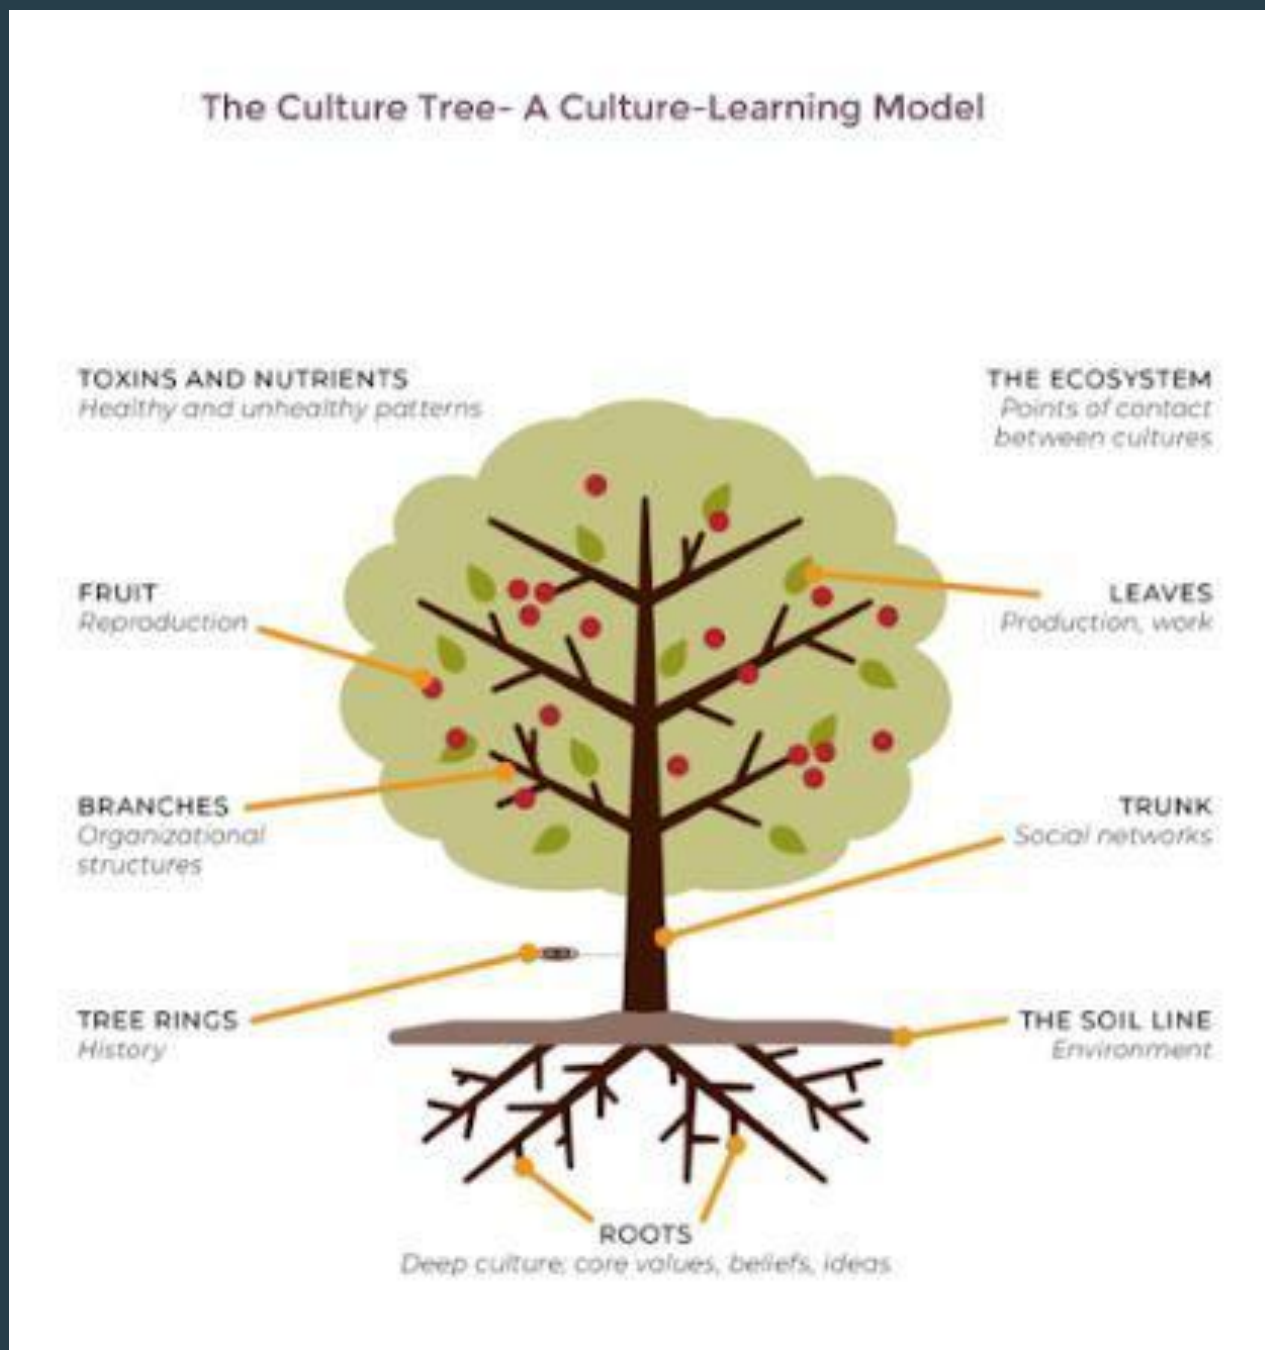 The Culture Tree- A Culture-Learning Model
TOXINS AND NUTRIENTS
Healthy and unhealthy patterns
THE ECOSYSTEM
Points of contact
between cultures
FRUIT
Reproduction
LEAVES
Production, work
BRANCHES
Organizational
structures
TRUNK
Social networks
TREE RINGS
History
THE SOIL LINE
Environment
ROOTS
Deep culture; core values, beliefs, ideas